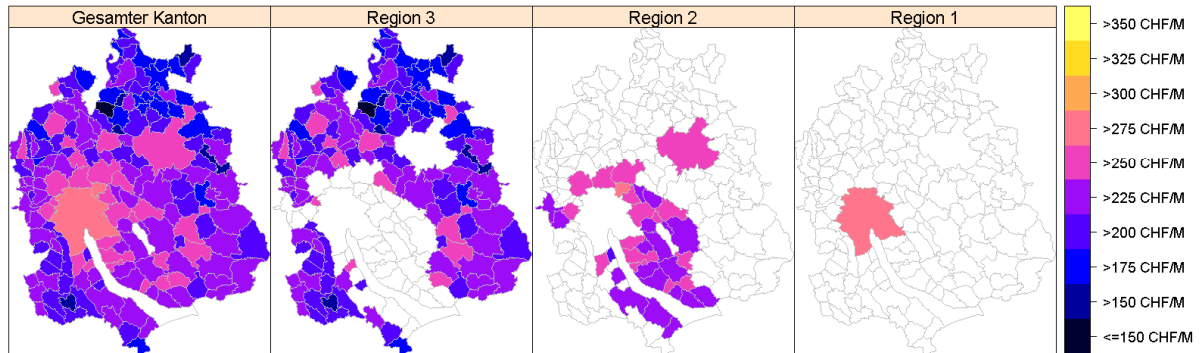 Gesamter Kanton
Region 3
Region 2
Region 1
>350 CHF/M
>325 CHF/M
>300 CHF/M
>275 CHF/M
>250 CHF/M
>225 CHF/M
>200 CHF/M
>175 CHF/M
>150 CHF/M
<=150 CHF/M